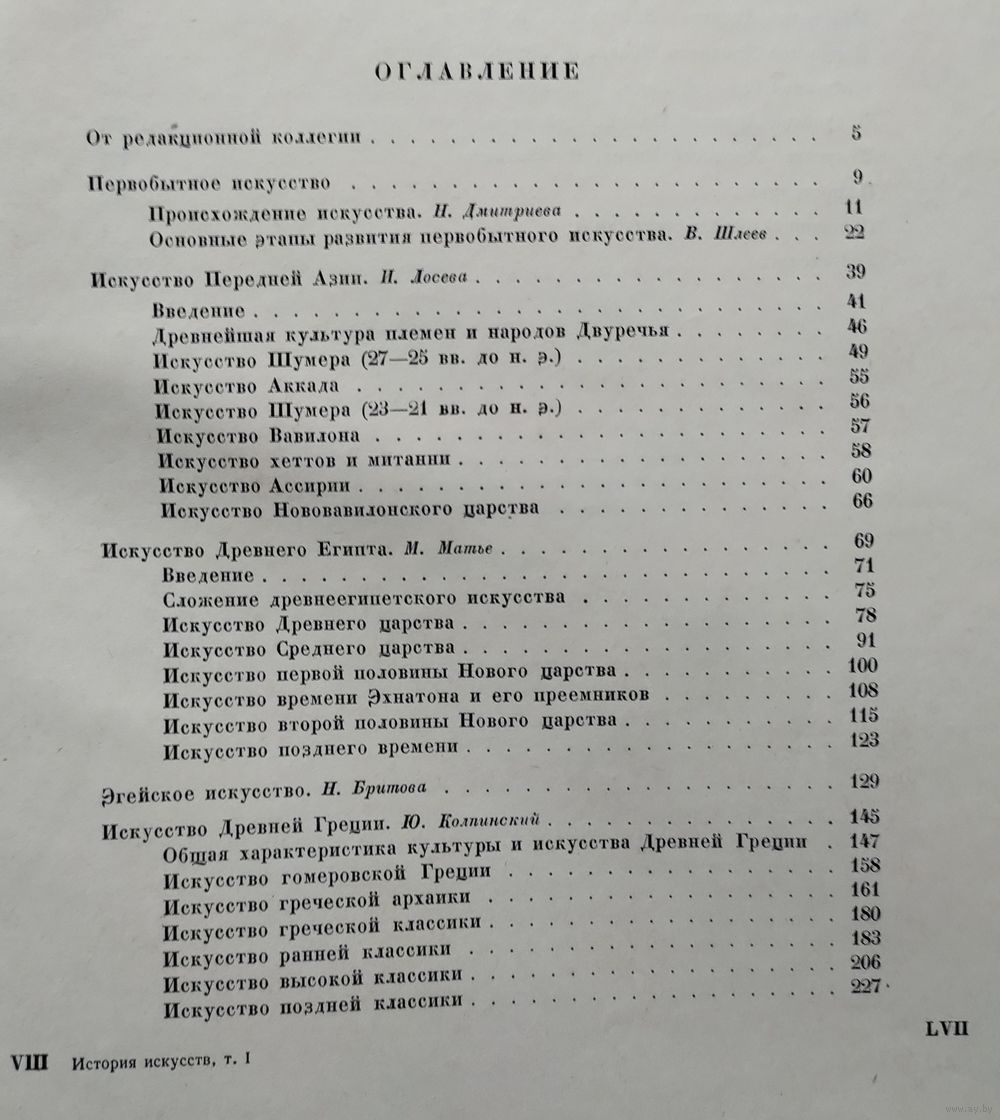 ОГЛАВЛЕНИЕ
От редакционной коллегии . . . . . . . . . . . . . . . . . . . 5
Первобытное искусство . . . . . . . . . . . . . . . . . . . 9
Происхождение искусства. Н. Дмитриева . . . . . . . . . . 11
Основные этапы развития первобытного искусства. В. Шлеев . . . 22
Искусство Передней Азии. И. Лосева . . . . . . . . . . . . . . 39
Введение . . . . . . . . . . . . . . . . . . . . . . 41
Древнейшая культура племен и народов Двуречья . . . . . . 46
Искусство Шумера (27—25 вв. до н. э.) . . . . . . . . . . 49
Искусство Аккада . . . . . . . . . . . . . . . . . . 55
Искусство Шумера (23—21 вв. до н. э.) . . . . . . . . . . 56
Искусство Вавилона . . . . . . . . . . . . . . . . . 57
Искусство хеттов и митанни . . . . . . . . . . . . . . 58
Искусство Ассирии . . . . . . . . . . . . . . . . . . 60
Искусство Нововавилонского царства . . . . . . . . . . . 66
Искусство Древнего Египта. М. Матье . . . . . . . . . . . . . 69
Введение . . . . . . . . . . . . . . . . . . . . . . 71
Сложение древнеегипетского искусства . . . . . . . . . . 75
Искусство Древнего царства . . . . . . . . . . . . . . 78
Искусство Среднего царства . . . . . . . . . . . . . . 91
Искусство первой половины Нового царства . . . . . . . . 100
Искусство времени Эхнатона и его преемников . . . . . . . 108
Искусство второй половины Нового царства . . . . . . . . 115
Искусство позднего времени . . . . . . . . . . . . . . 123
Эгейское искусство. Н. Бритова . . . . . . . . . . . . . . . 129
Искусство Древней Греции. Ю. Колпинский . . . . . . . . . . . 145
Общая характеристика культуры и искусства Древней Греции . 147
Искусство гомеровской Греции . . . . . . . . . . . . . 158
Искусство греческой архаики . . . . . . . . . . . . . 161
Искусство греческой классики . . . . . . . . . . . . . 180
Искусство ранней классики . . . . . . . . . . . . . . 183
Искусство высокой классики . . . . . . . . . . . . . . 206
Искусство поздней классики . . . . . . . . . . . . . . 227
LVII
VIII История искусств, т. I
www.ay.by